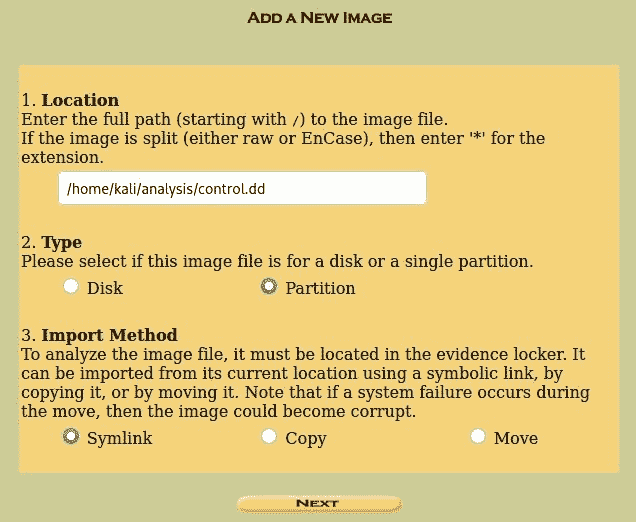 ADD A NEW IMAGE
1. Location
Enter the full path (starting with /) to the image file.
If the image is split (either raw or EnCase), then enter '*' for the
extension.
/home/kali/analysis/control.dd
2. Type
Please select if this image file is for a disk or a single partition.
Disk Partition
3. Import Method
To analyze the image file, it must be located in the evidence locker. It
can be imported from its current location using a symbolic link, by
copying it, or by moving it. Note that if a system failure occurs during
the move, then the image could become corrupt.
Symlink Copy Move
NEXT